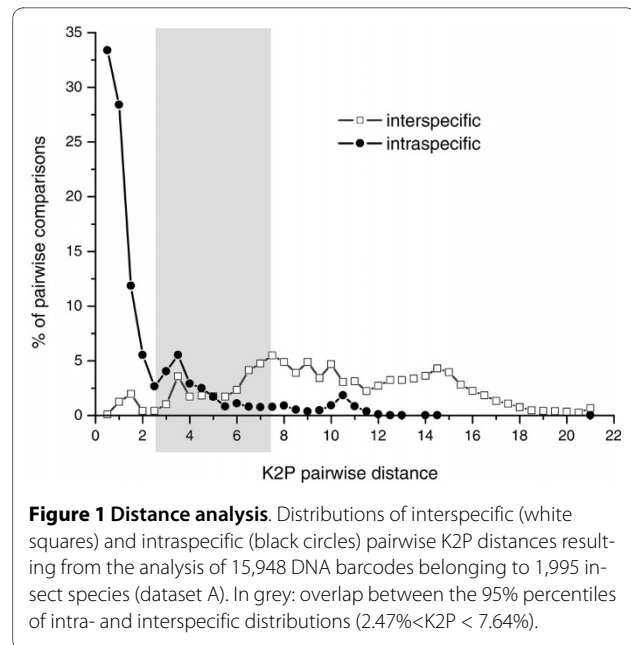 35
30
25
20
15
10
5
0
% of pairwise comparisons
interspecific
intraspecific
0 2 4 6 8 10 12 14 16 18 20 22
K2P pairwise distance
Figure 1 Distance analysis. Distributions of interspecific (white
squares) and intraspecific (black circles) pairwise K2P distances result-
ing from the analysis of 15,948 DNA barcodes belonging to 1,995 in-
sect species (dataset A). In grey: overlap between the 95% percentiles
of intra- and interspecific distributions (2.47%<K2P < 7.64%).